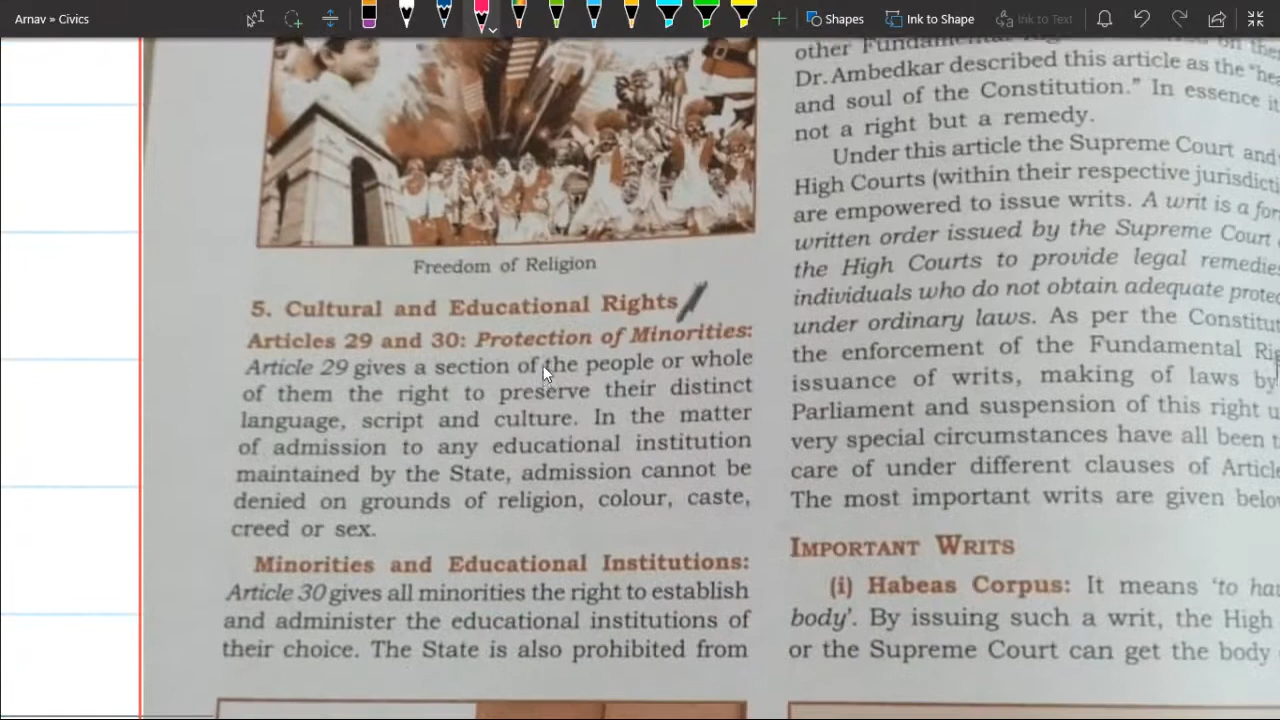 Arnav » Civics
Shapes
Ink to Shape
Ink to Text
Freedom of Religion
5. Cultural and Educational Rights
Articles 29 and 30: Protection of Minorities:
Article 29 gives a section of the people or whole
of them the right to preserve their distinct
language, script and culture. In the matter
of admission to any educational institution
maintained by the State, admission cannot be
denied on grounds of religion, colour, caste,
creed or sex.
Minorities and Educational Institutions:
Article 30 gives all minorities the right to establish
and administer the educational institutions of
their choice. The State is also prohibited from
other Fundamental
Dr. Ambedkar described this article as the
and soul of the Constitution." In essence
not a right but a remedy.
Under this article the Supreme Court and
High Courts (within their respective
are empowered to issue writs. A writ is a
written order issued by the Supreme Court
the High Courts to provide legal
individuals who do not obtain adequate
under ordinary laws. As per the
the enforcement of the Fundamental
issuance of writs, making of laws by
Parliament and suspension of this right
very special circumstances have all been
care of under different clauses of
The most important writs are given
IMPORTANT WRITS
(i) Habeas Corpus: It means 'to
body'. By issuing such a writ, the High
or the Supreme Court can get the body